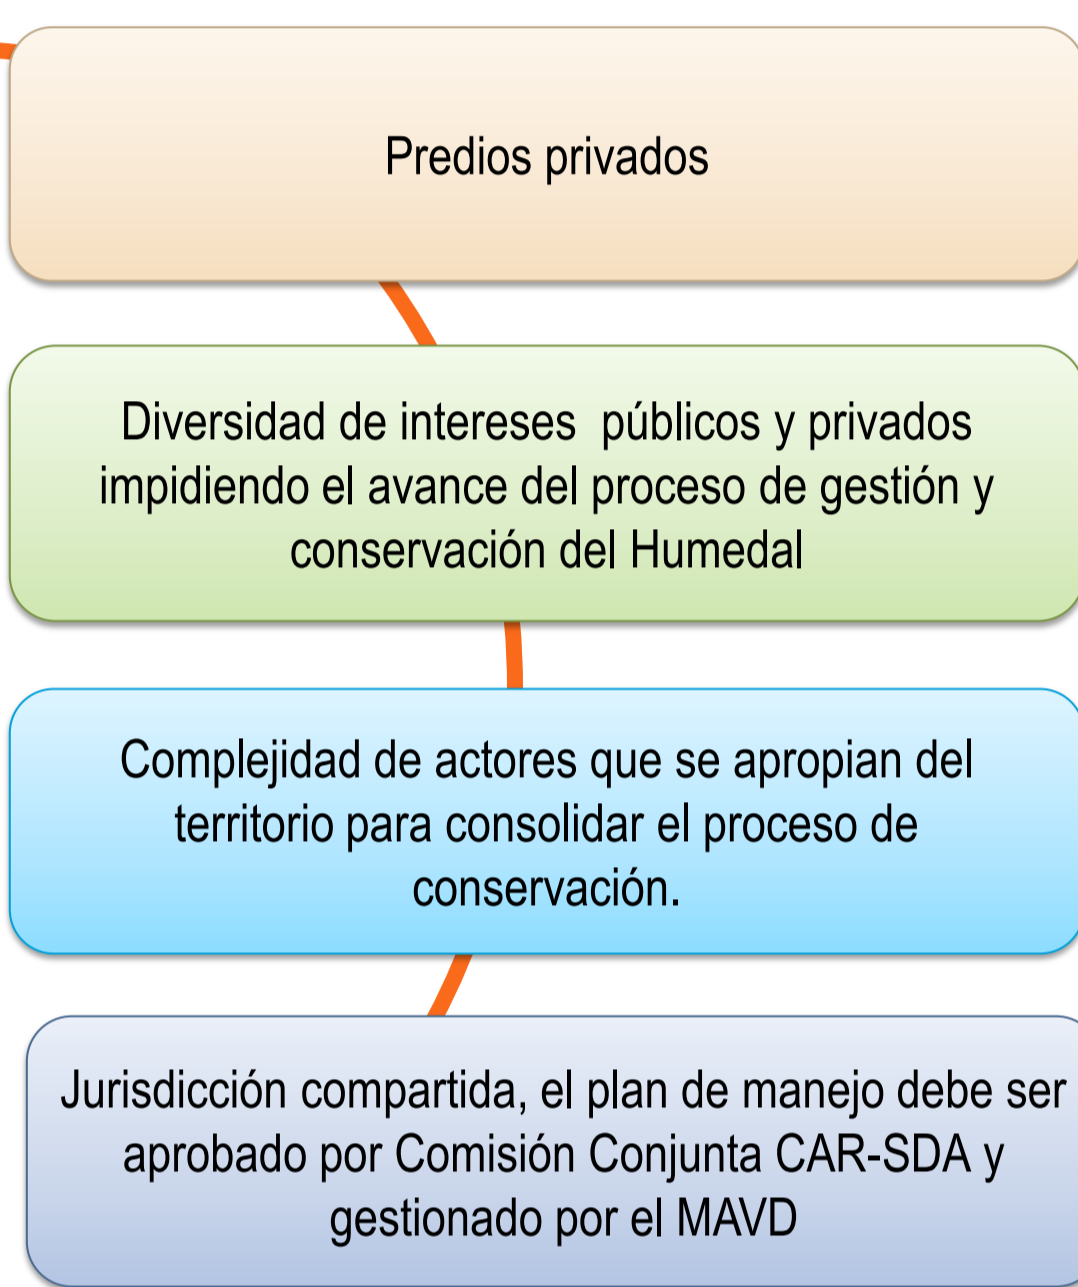 Predios privados
Diversidad de intereses  públicos y privados
impidiendo el avance del proceso de gestión y
conservación del Humedal
Complejidad de actores que se apropian del
territorio para consolidar el proceso de
conservación.
Jurisdicción compartida, el plan de manejo debe ser
aprobado por Comisión Conjunta CAR-SDA y
gestionado por el MAVD